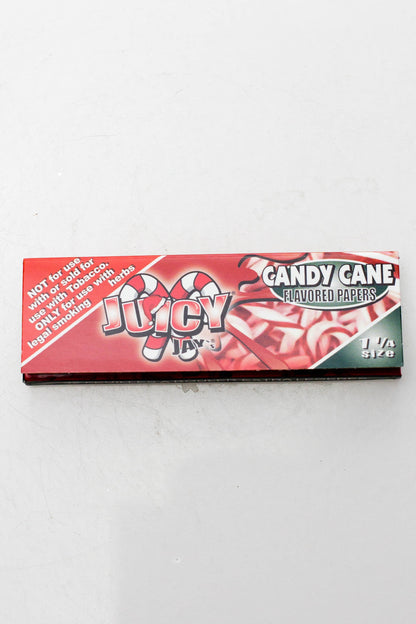 NOT for use
with or sold for
use with Tobacco.
ONLY for use with
legal smoking herbs
JUICY
JAY's
CANDY CANE
FLAVORED PAPERS
1 1/4
size